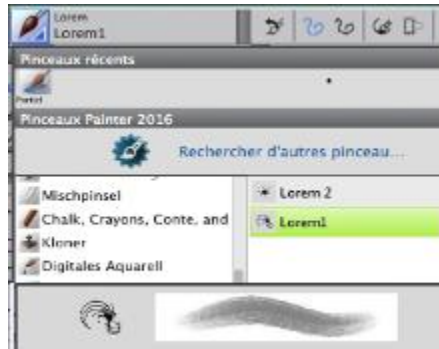 Lorem
Lorem1
Pinceaux récents
Pinceaux Painter 2016
Rechercher d'autres pinceau...
Mischpinsel
Chalk, Crayons, Conte, and
Kloner
Digitales Aquarell
Lorem 2
Lorem1